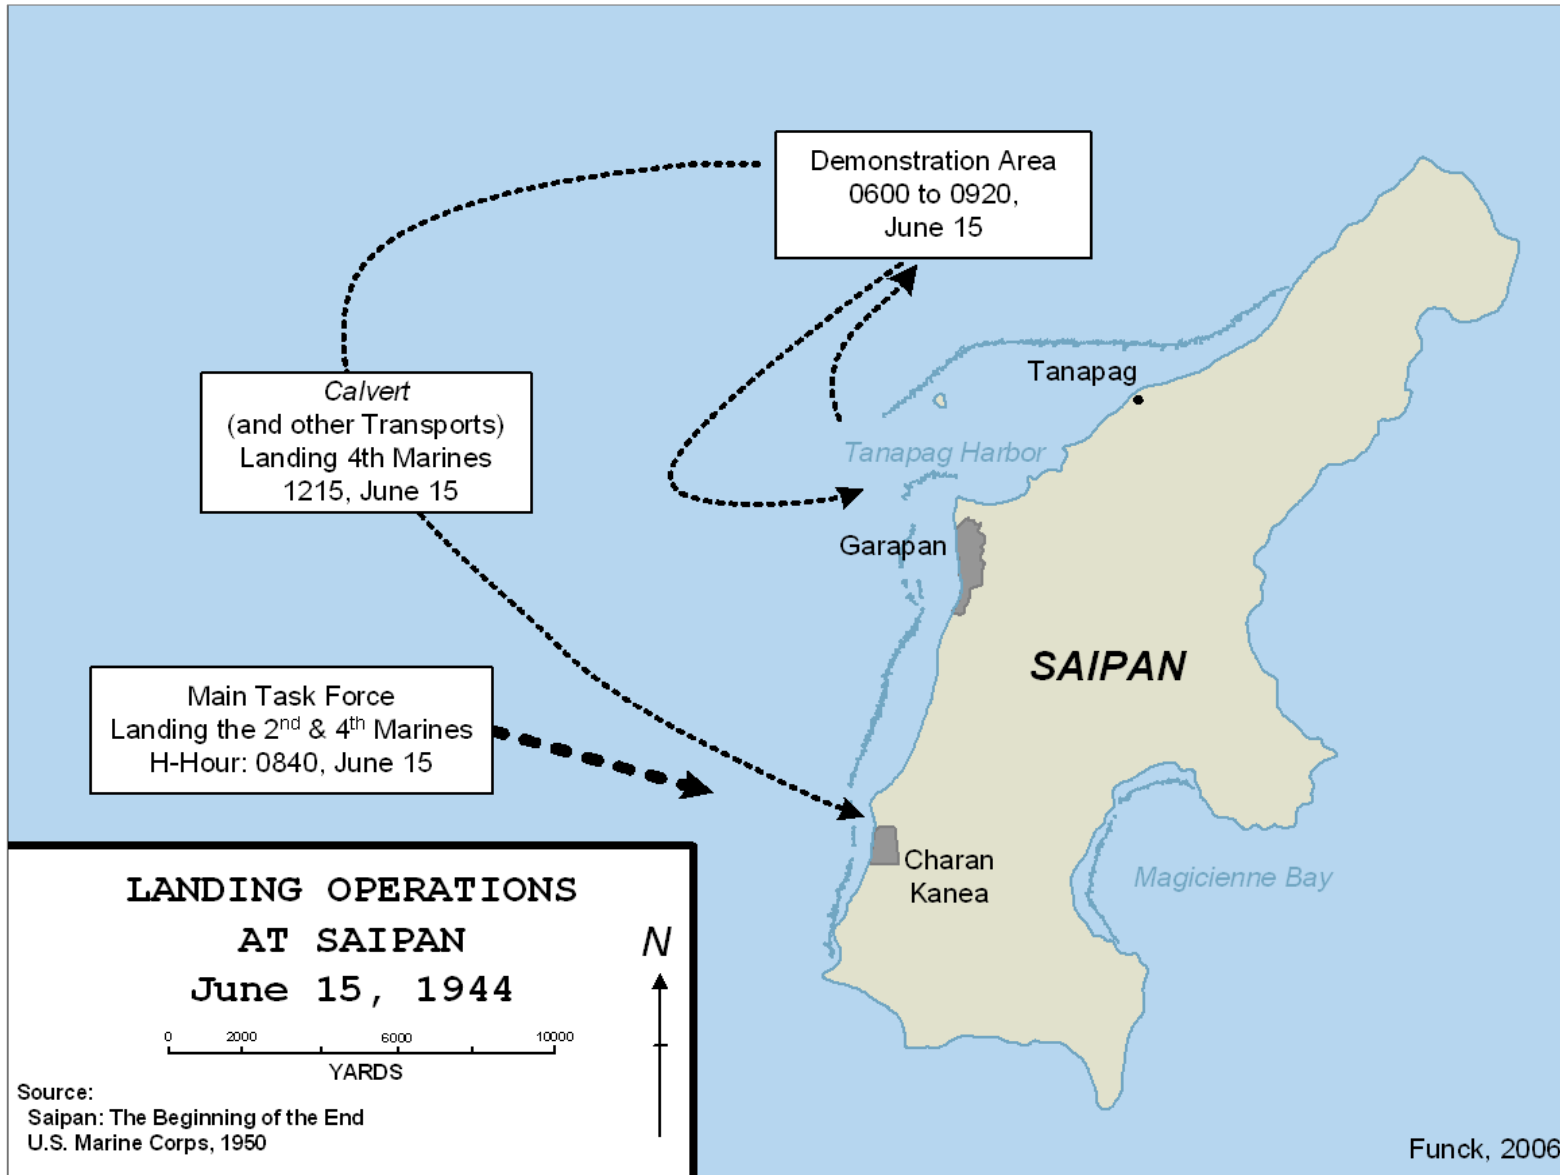 Demonstration Area
0600 to 0920,
June 15
Calvert
(and other Transports)
Landing 4th Marines
1215, June 15
Tanapag
Tanapag Harbor
Garapan
SAIPAN
Main Task Force
Landing the 2nd & 4th Marines
H-Hour: 0840, June 15
Charan
Kanea
Magicienne Bay
LANDING OPERATIONS
AT SAIPAN
June 15, 1944
N
0 2000 6000 10000
YARDS
Source:
Saipan: The Beginning of the End
U.S. Marine Corps, 1950
Funck, 2006